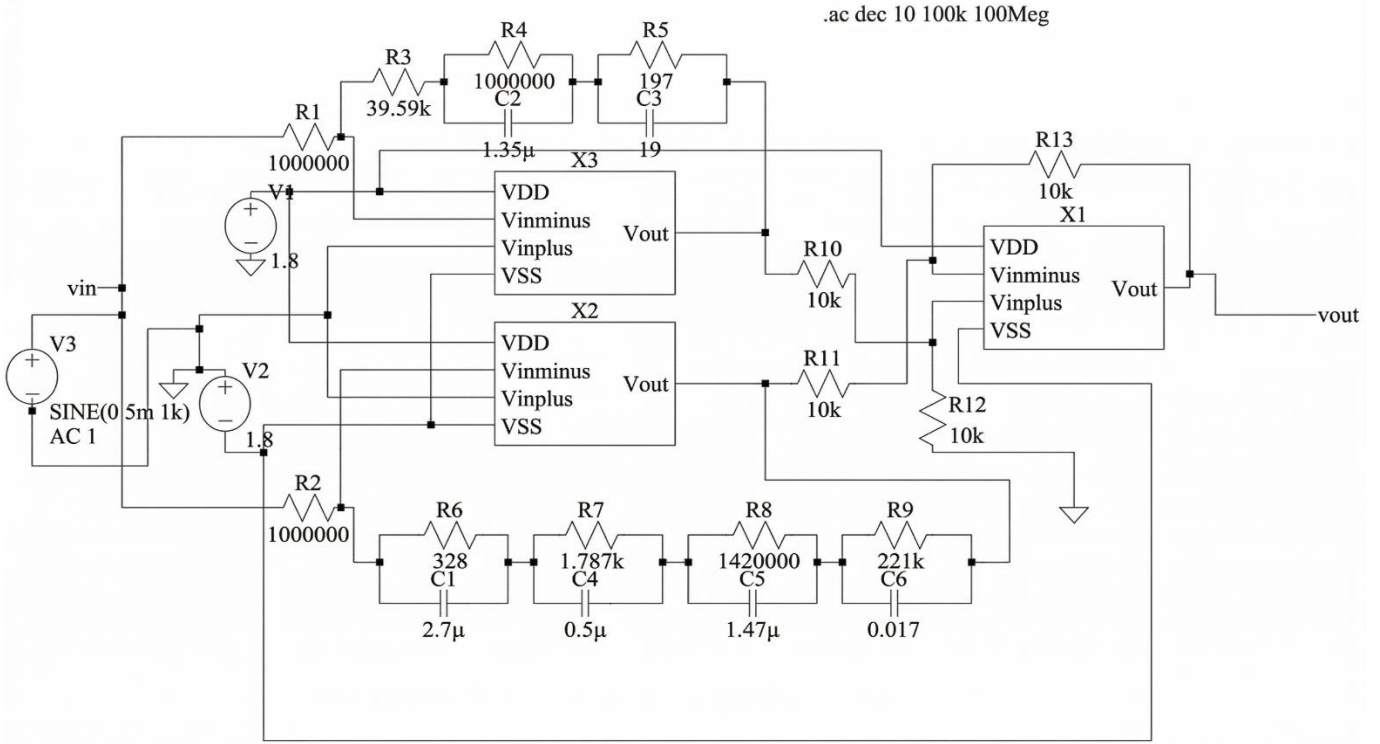 .ac dec 10 100k 100Meg
R4
1000000
C2
1.35µ
R5
197
C3
19
R3
39.59k
R1
1000000
V1
1.8
X3
VDD
Vinminus
Vinplus
VSS
Vout
R13
10k
X1
VDD
Vinminus
Vinplus
VSS
Vout
R10
10k
vin
vout
V3
SINE(0 5m 1k)
AC 1
V2
1.8
X2
VDD
Vinminus
Vinplus
VSS
Vout
R11
10k
R12
10k
R2
1000000
R6
328
C1
2.7µ
R7
1.787k
C4
0.5µ
R8
1420000
C5
1.47µ
R9
221k
C6
0.017